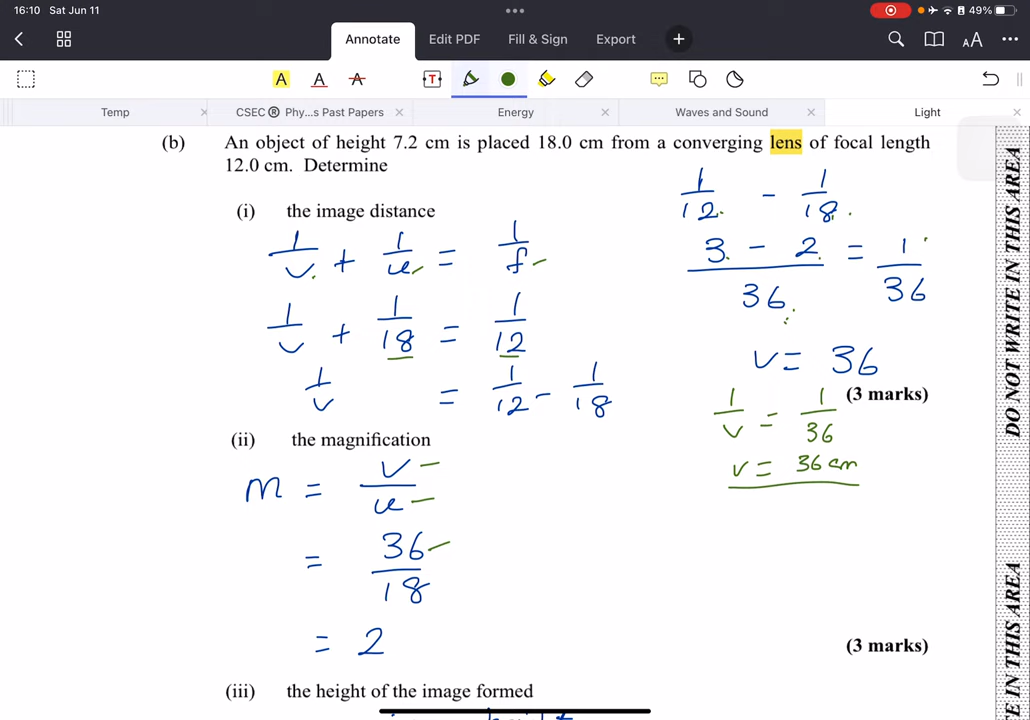 16:10 Sat Jun 11
49%
Annotate Edit PDF Fill & Sign Export
A A A T AA
Temp CSEC® Phy...s Past Papers Energy Waves and Sound Light
(b) An object of height 7.2 cm is placed 18.0 cm from a converging lens of focal length
12.0 cm. Determine
1/12 - 1/18
(i) the image distance
1/v + 1/u = 1/f
3 - 2 / 36 = 1/36
1/v + 1/18 = 1/12
v = 36
1/v = 1/12 - 1/18
(3 marks)
1/v = 1/36
(ii) the magnification
v = 36 cm
m = v/u
= 36/18
= 2
(3 marks)
(iii) the height of the image formed
DO NOT WRITE IN THIS AREA
E IN THIS AREA